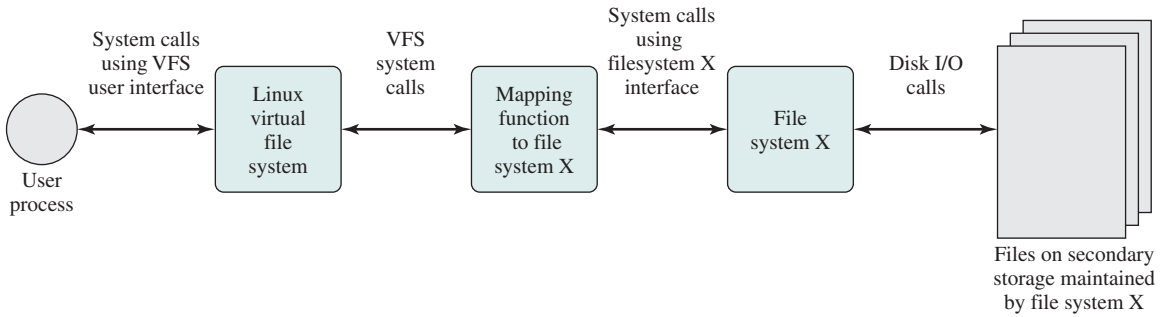 System calls
using VFS
user interface
VFS
system
calls
System calls
using
filesystem X
interface
Disk I/O
calls
Linux
virtual
file
system
Mapping
function
to file
system X
File
system X
User
process
Files on secondary
storage maintained
by file system X